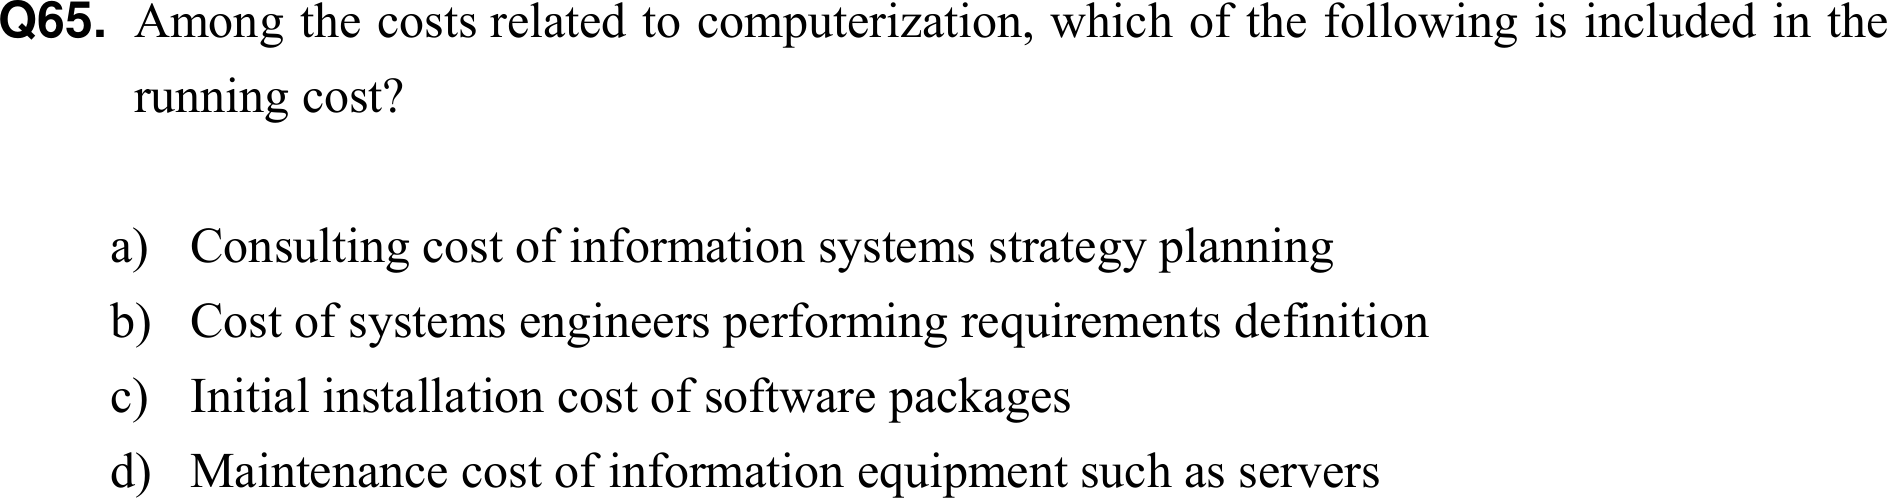 Q65. Among the costs related to computerization, which of the following is included in the
running cost?
a) Consulting cost of information systems strategy planning
b) Cost of systems engineers performing requirements definition
c) Initial installation cost of software packages
d) Maintenance cost of information equipment such as servers